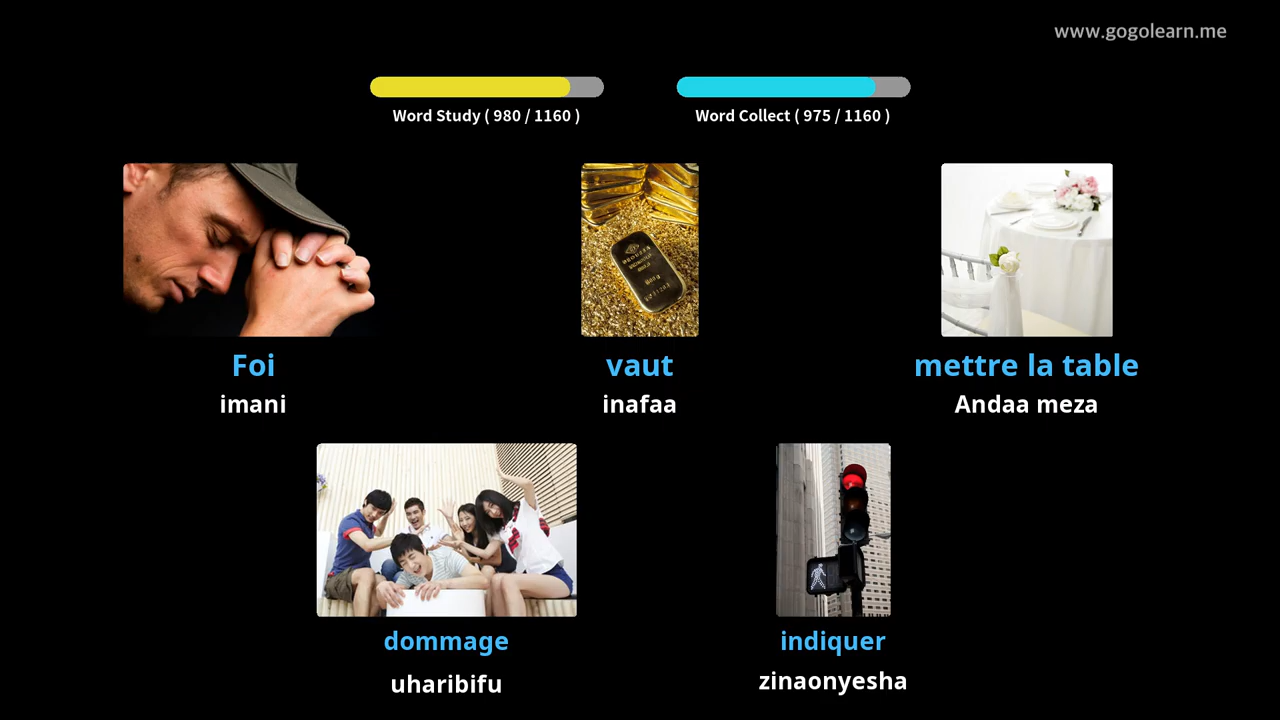 www.gogolearn.me
Word Study ( 980 / 1160 )
Word Collect ( 975 / 1160 )
Foi
imani
vaut
inafaa
mettre la table
Andaa meza
dommage
uharibifu
indiquer
zinaonyesha